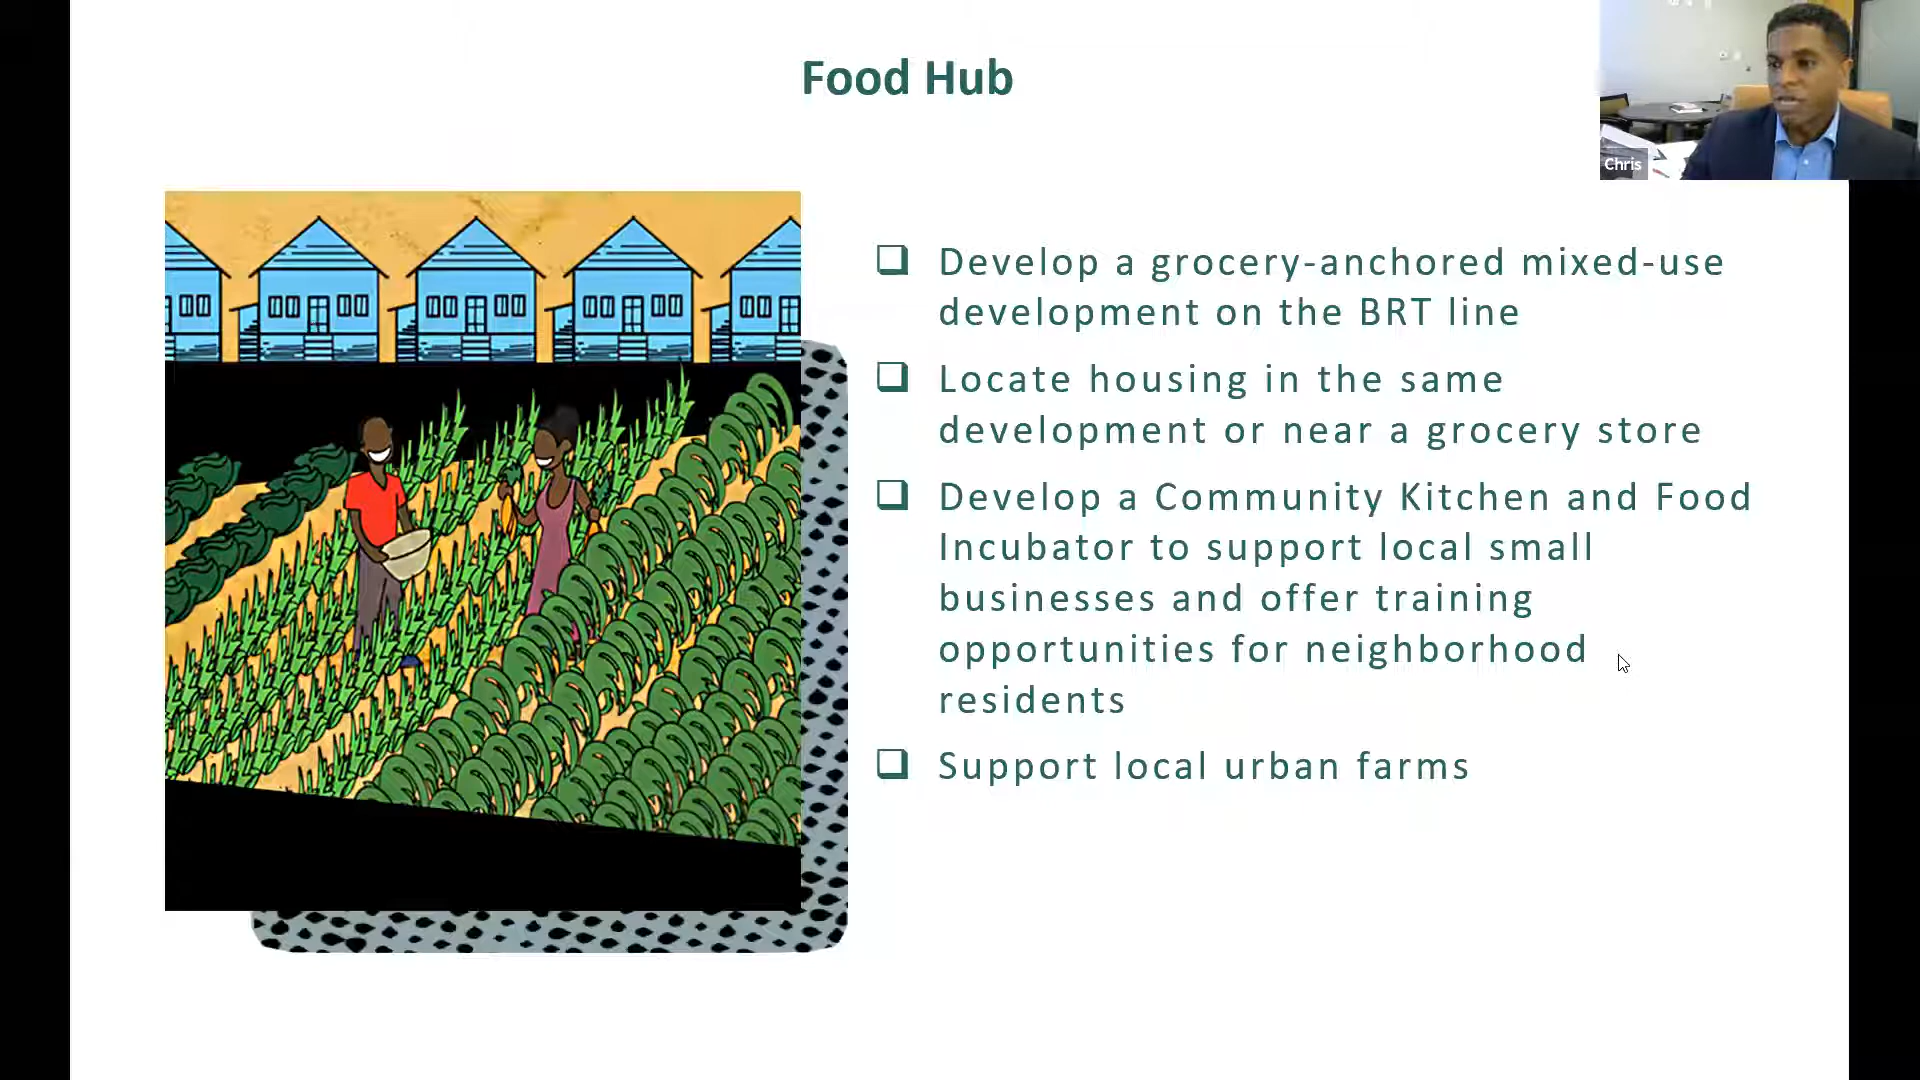 Food Hub
Chris
❑ Develop a grocery-anchored mixed-use
development on the BRT line
❑ Locate housing in the same
development or near a grocery store
❑ Develop a Community Kitchen and Food
Incubator to support local small
businesses and offer training
opportunities for neighborhood
residents
❑ Support local urban farms